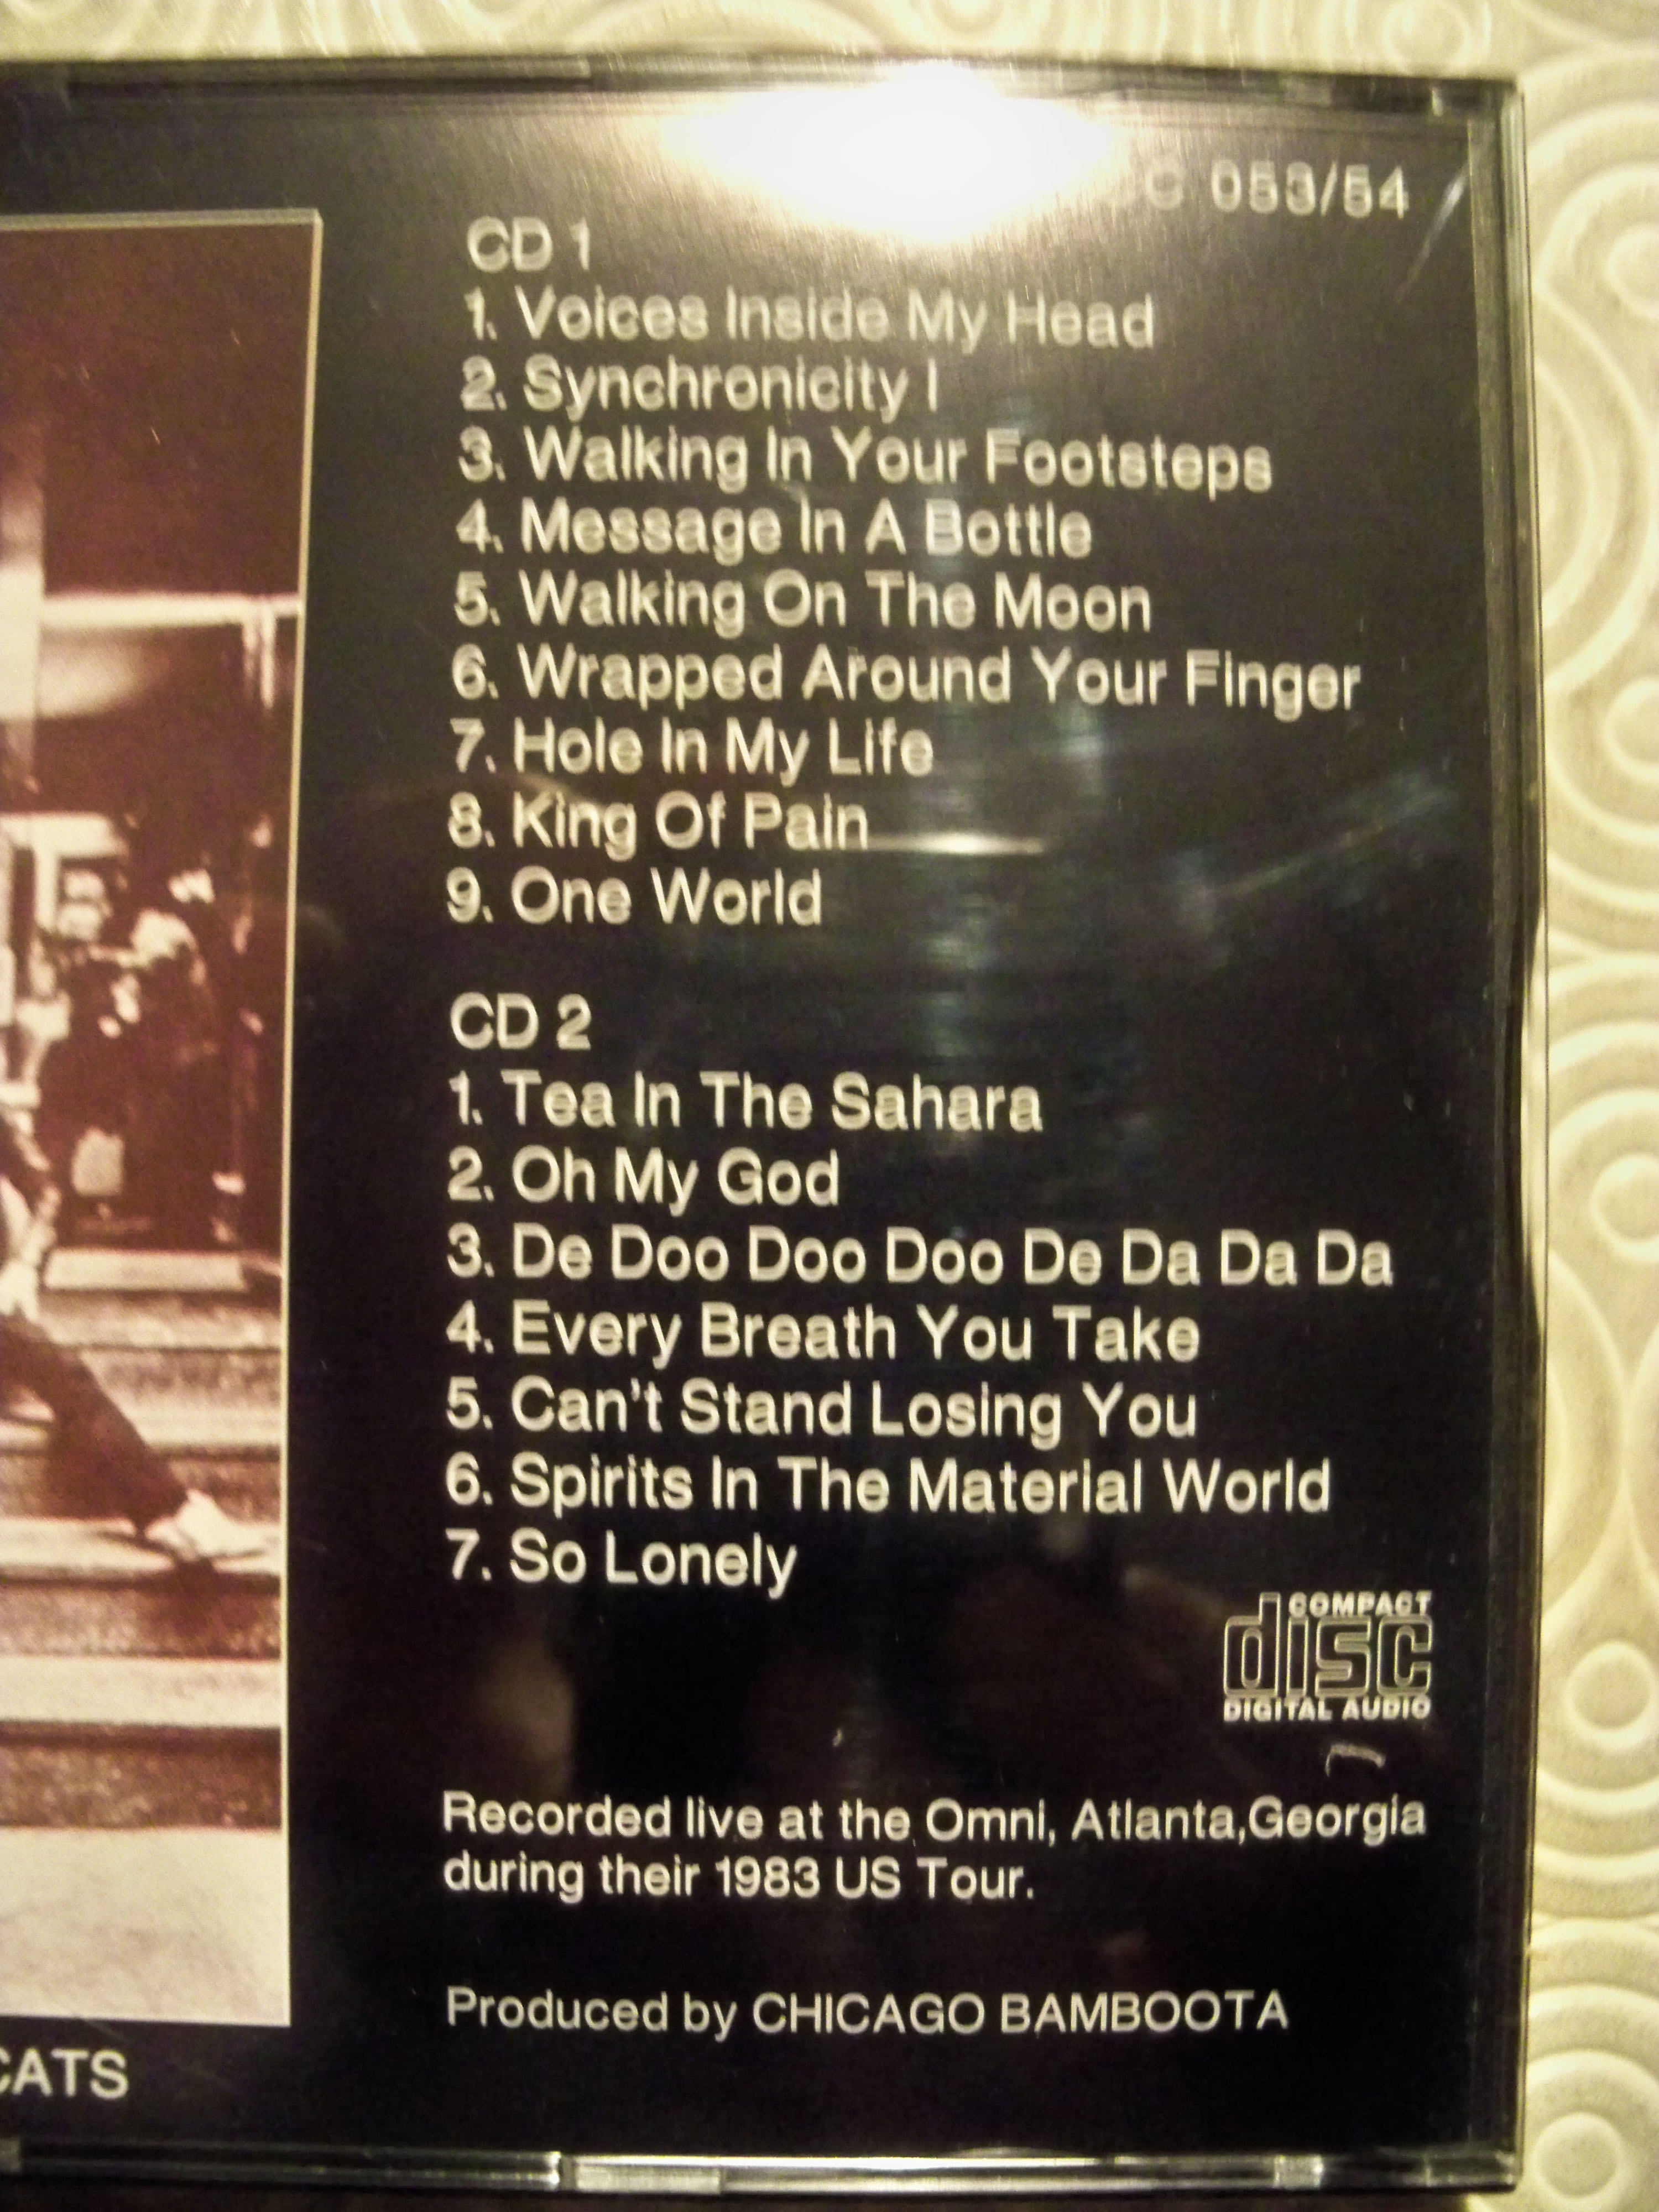 053/54
CD 1
1. Voices Inside My Head
2. Synchronicity I
3. Walking In Your Footsteps
4. Message In A Bottle
5. Walking On The Moon
6. Wrapped Around Your Finger
7. Hole In My Life
8. King Of Pain
9. One World
CD 2
1. Tea In The Sahara
2. Oh My God
3. De Doo Doo Doo De Da Da Da
4. Every Breath You Take
5. Can't Stand Losing You
6. Spirits In The Material World
7. So Lonely
COMPACT
disc
DIGITAL AUDIO
Recorded live at the Omni, Atlanta,Georgia
during their 1983 US Tour.
Produced by CHICAGO BAMBOOTA
CATS